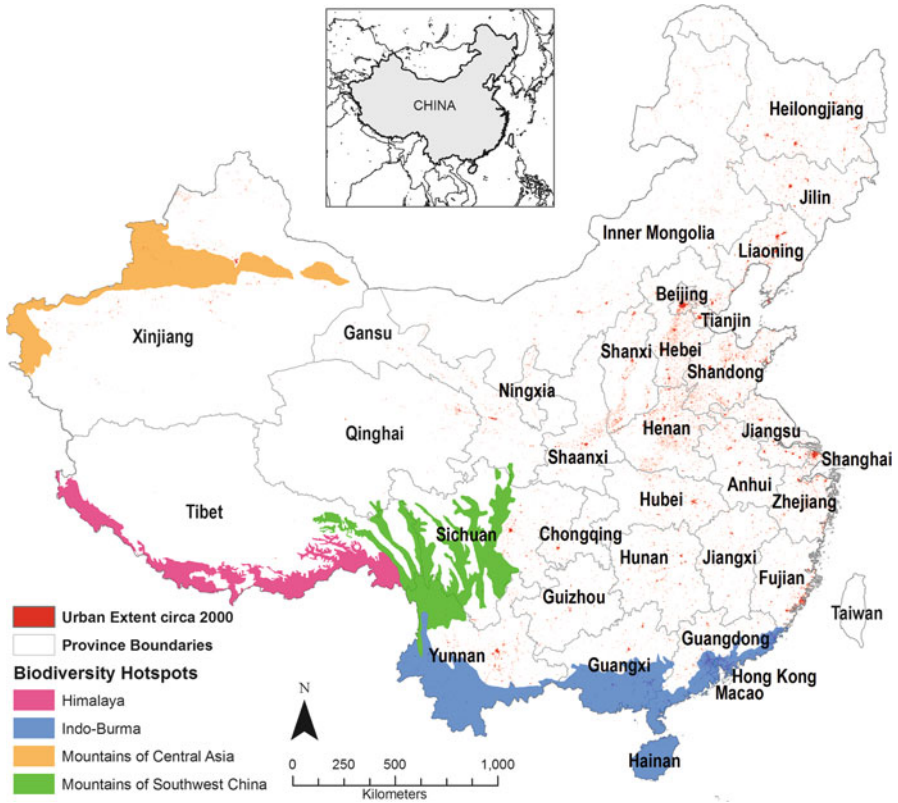 CHINA
Heilongjiang
Jilin
Inner Mongolia
Liaoning
Beijing
Tianjin
Xinjiang
Gansu
Shanxi
Hebei
Shandong
Ningxia
Qinghai
Henan
Jiangsu
Shaanxi
Shanghai
Anhui
Hubei
Zhejiang
Tibet
Sichuan
Chongqing
Hunan
Jiangxi
Fujian
Guizhou
Taiwan
Guangdong
Yunnan
Guangxi
Hong Kong
Macao
Hainan
Urban Extent circa 2000
Province Boundaries
Biodiversity Hotspots
Himalaya
Indo-Burma
Mountains of Central Asia
Mountains of Southwest China
N
0 250 500 1,000
Kilometers